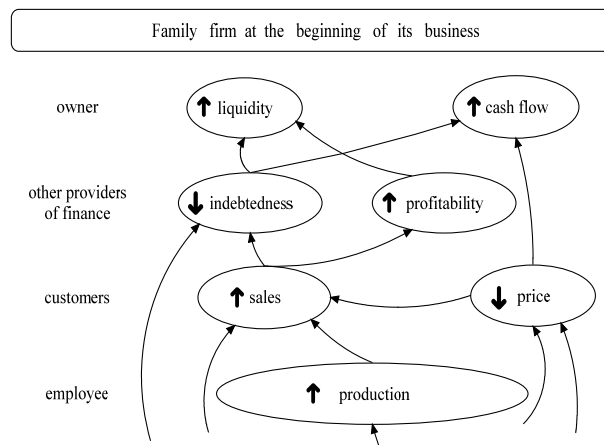 Family firm at the beginning of its business
owner
liquidity
cash flow
other providers
of finance
indebtedness
profitability
customers
sales
price
employee
production